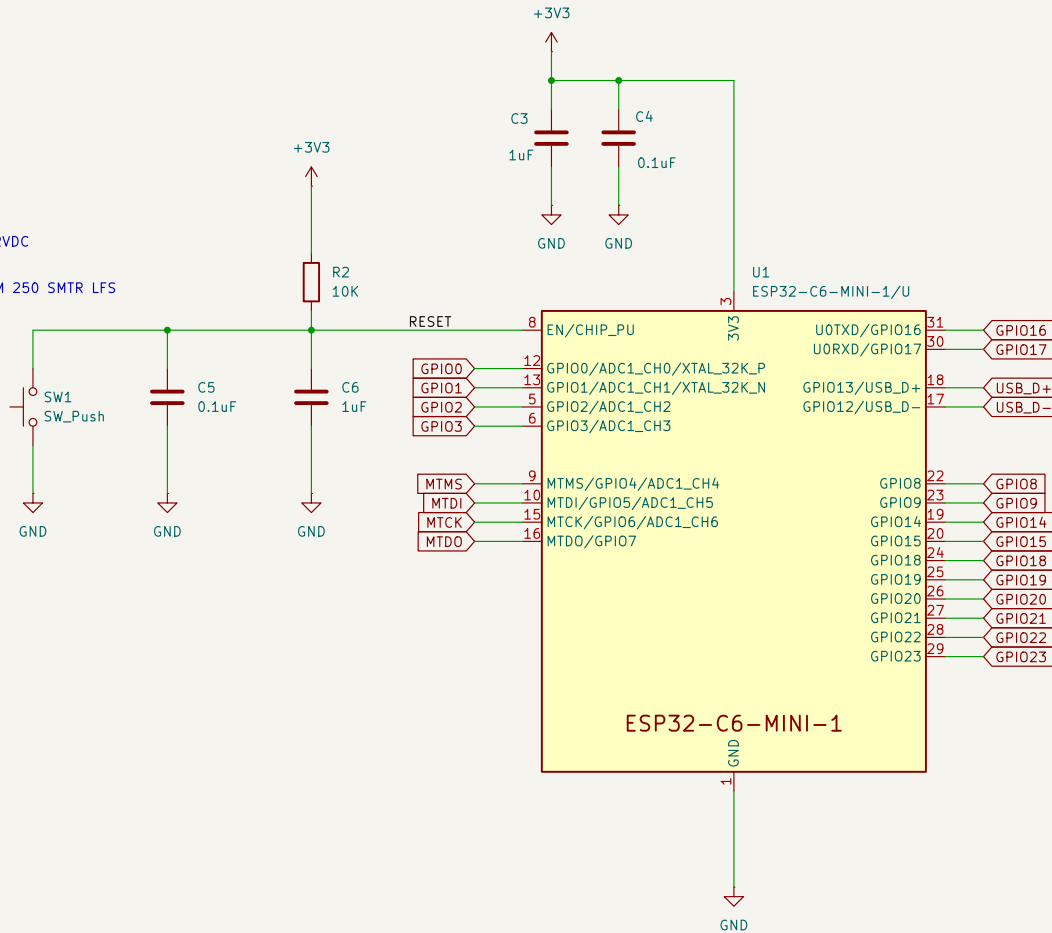 +3V3
C3
1uF
C4
0.1uF
GND
GND
+3V3
R2
10K
VDC
250 SMTR LFS
RESET
SW1
SW_Push
C5
0.1uF
C6
1uF
GND
GND
GND
U1
ESP32-C6-MINI-1/U
3
3V3
8
EN/CHIP_PU
GPIO0
12
GPIO0/ADC1_CH0/XTAL_32K_P
GPIO1
13
GPIO1/ADC1_CH1/XTAL_32K_N
GPIO2
5
GPIO2/ADC1_CH2
GPIO3
6
GPIO3/ADC1_CH3
MTMS
9
MTMS/GPIO4/ADC1_CH4
MTDI
10
MTDI/GPIO5/ADC1_CH5
MTCK
15
MTCK/GPIO6/ADC1_CH6
MTDO
16
MTDO/GPIO7
U0TXD/GPIO16
31
GPIO16
U0RXD/GPIO17
30
GPIO17
GPIO13/USB_D+
18
USB_D+
GPIO12/USB_D-
17
USB_D-
GPIO8
22
GPIO8
GPIO9
23
GPIO9
GPIO14
19
GPIO14
GPIO15
20
GPIO15
GPIO18
24
GPIO18
GPIO19
25
GPIO19
GPIO20
26
GPIO20
GPIO21
27
GPIO21
GPIO22
28
GPIO22
GPIO23
29
GPIO23
ESP32-C6-MINI-1
GND
1
GND